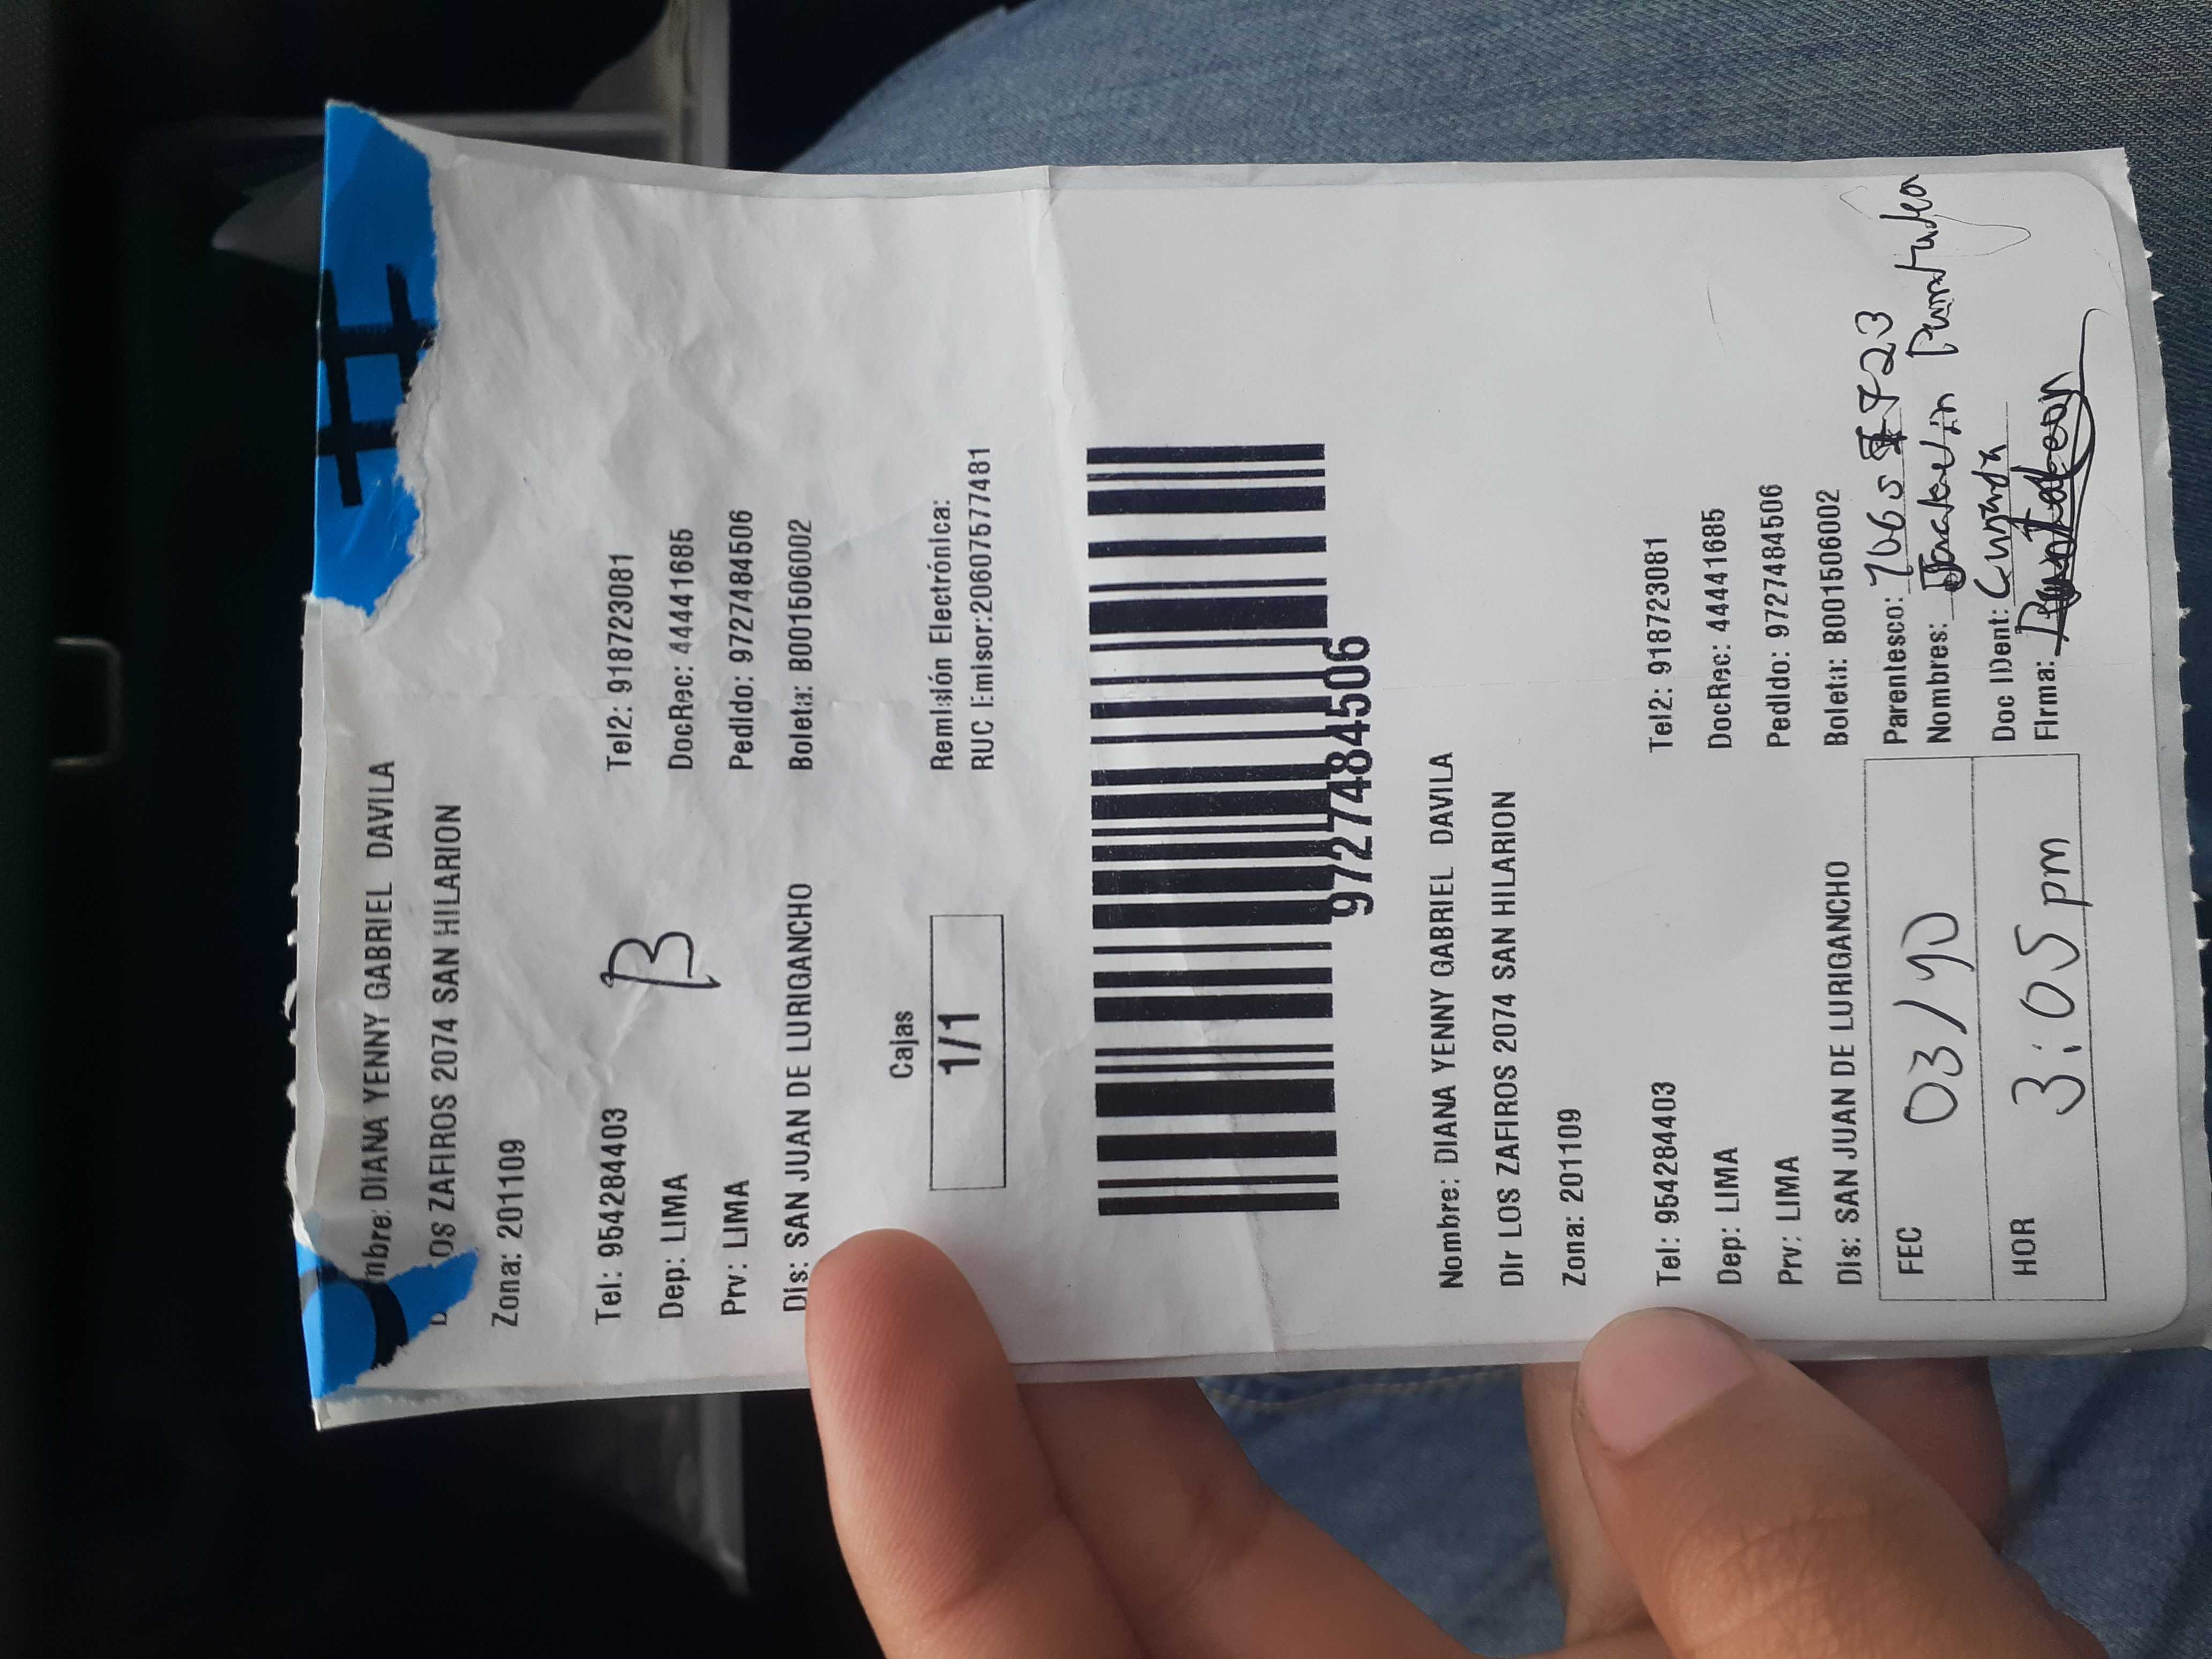 mbre: DIANA YENNY GABRIEL DAVILA
OS ZAFIROS 2074 SAN HILARION
Zona: 201109
Tel: 954284403 Tel2: 918723081
Dep: LIMA DocRec: 44441685
Prv: LIMA Pedido: 9727484506
Dis: SAN JUAN DE LURIGANCHO Boleta: B001506002
B
Cajas
1/1
Remisión Electrónica:
RUC Emisor:20607577481
9727484506
Nombre: DIANA YENNY GABRIEL DAVILA
Dir LOS ZAFIROS 2074 SAN HILARION
Zona: 201109
Tel: 954284403 Tel2: 918723081
Dep: LIMA DocRec: 44441685
Prv: LIMA Pedido: 9727484506
Dis: SAN JUAN DE LURIGANCHO Boleta: B001506002
FEC 03/90
HOR 3:05 pm
Parentesco:
Nombres:
Doc IDent:
Firma: